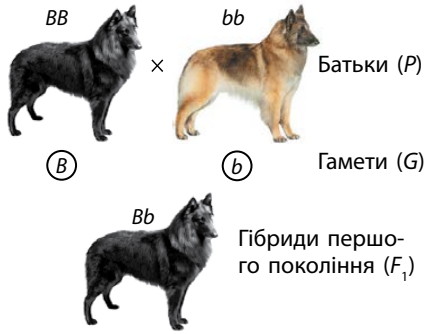 BB
bb
×
Батьки (P)
B
b
Гамети (G)
Bb
Гібриди першо-
го покоління (F₁)